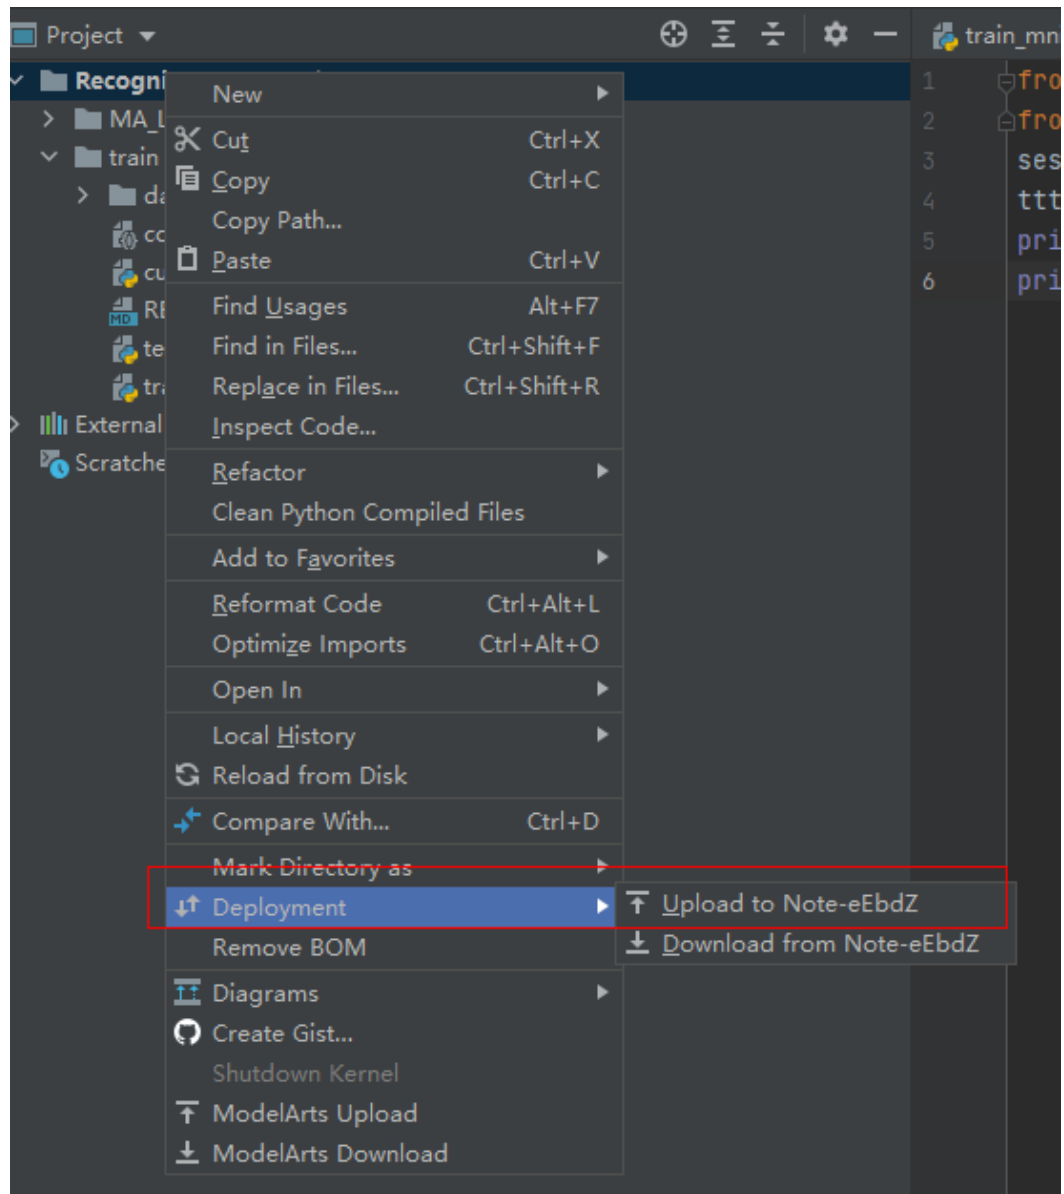 Project
train_mn
Recogni
New
MA_L
Cut Ctrl+X
train
Copy Ctrl+C
da
Copy Path...
cc
Paste Ctrl+V
cu
Find Usages Alt+F7
MD
Find in Files... Ctrl+Shift+F
te
Replace in Files... Ctrl+Shift+R
tra
External
Inspect Code...
Scratche
Refactor
Clean Python Compiled Files
Add to Favorites
Reformat Code Ctrl+Alt+L
Optimize Imports Ctrl+Alt+O
Open In
Local History
Reload from Disk
Compare With... Ctrl+D
Mark Directory as
Deployment
Upload to Note-eEbdZ
Remove BOM
Download from Note-eEbdZ
Diagrams
Create Gist...
Shutdown Kernel
ModelArts Upload
ModelArts Download
1 fro
2 fro
3 ses
4 ttt
5 pri
6 pri